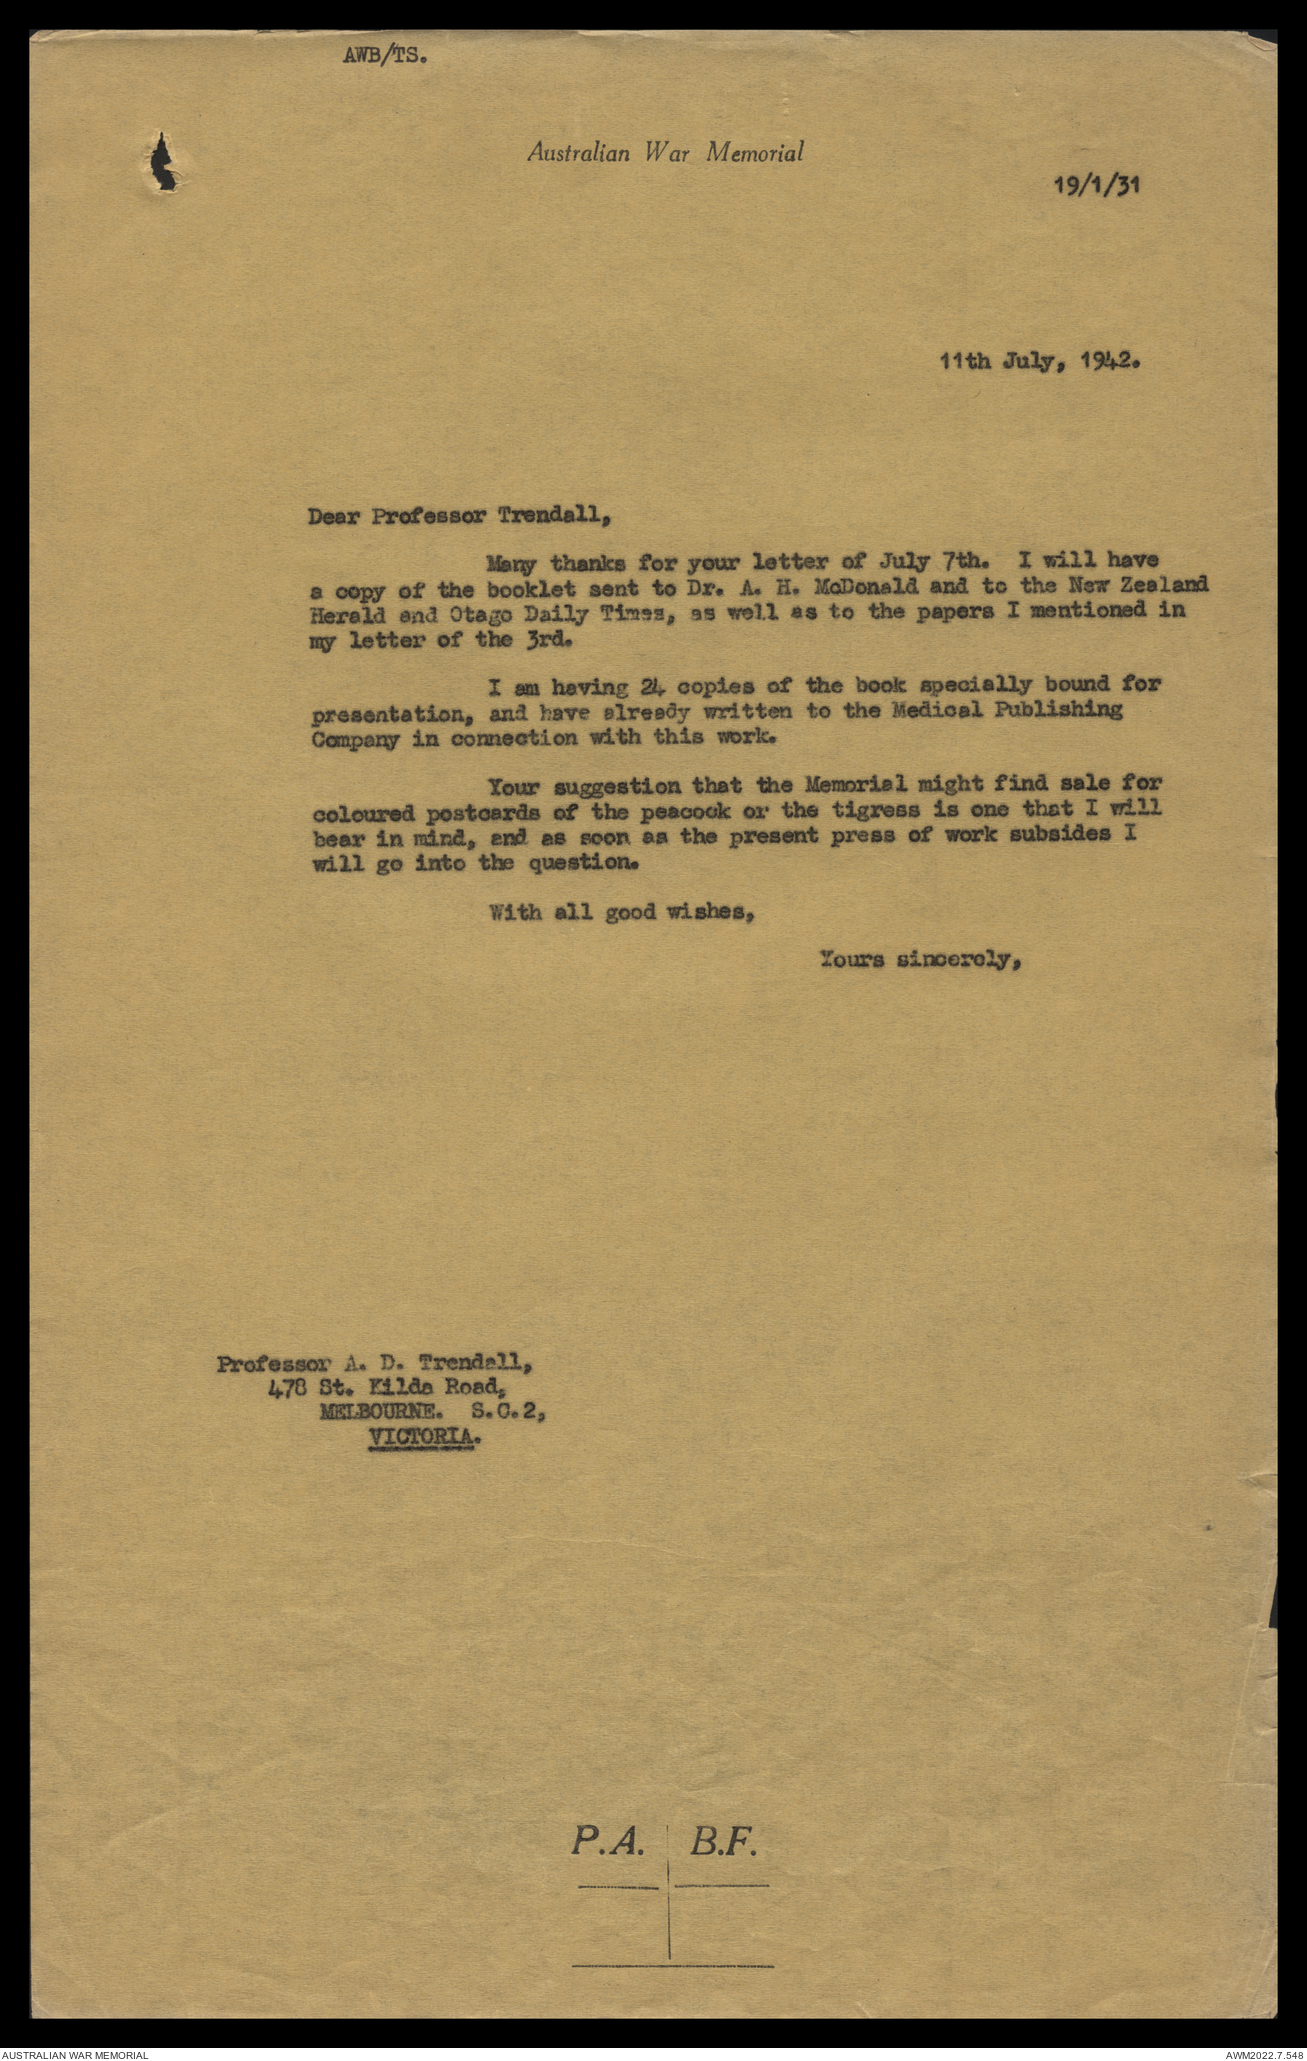 AWB/TS.
Australian War Memorial
19/1/31
11th July, 1942.
Dear Professor Trendall,
Many thanks for your letter of July 7th. I will have
a copy of the booklet sent to Dr. A. H. McDonald and to the New Zealand
Herald and Otago Daily Times, as well as to the papers I mentioned in
my letter of the 3rd.
I am having 24 copies of the book specially bound for
presentation, and have already written to the Medical Publishing
Company in connection with this work.
Your suggestion that the Memorial might find sale for
coloured postcards of the peacock or the tigress is one that I will
bear in mind, and as soon as the present press of work subsides I
will go into the question.
With all good wishes,
Yours sincerely,
Professor A. D. Trendall,
478 St. Kilda Road,
MELBOURNE. S.C.2,
VICTORIA.
P.A. B.F.
AUSTRALIAN WAR MEMORIAL
AWM2022.7.548